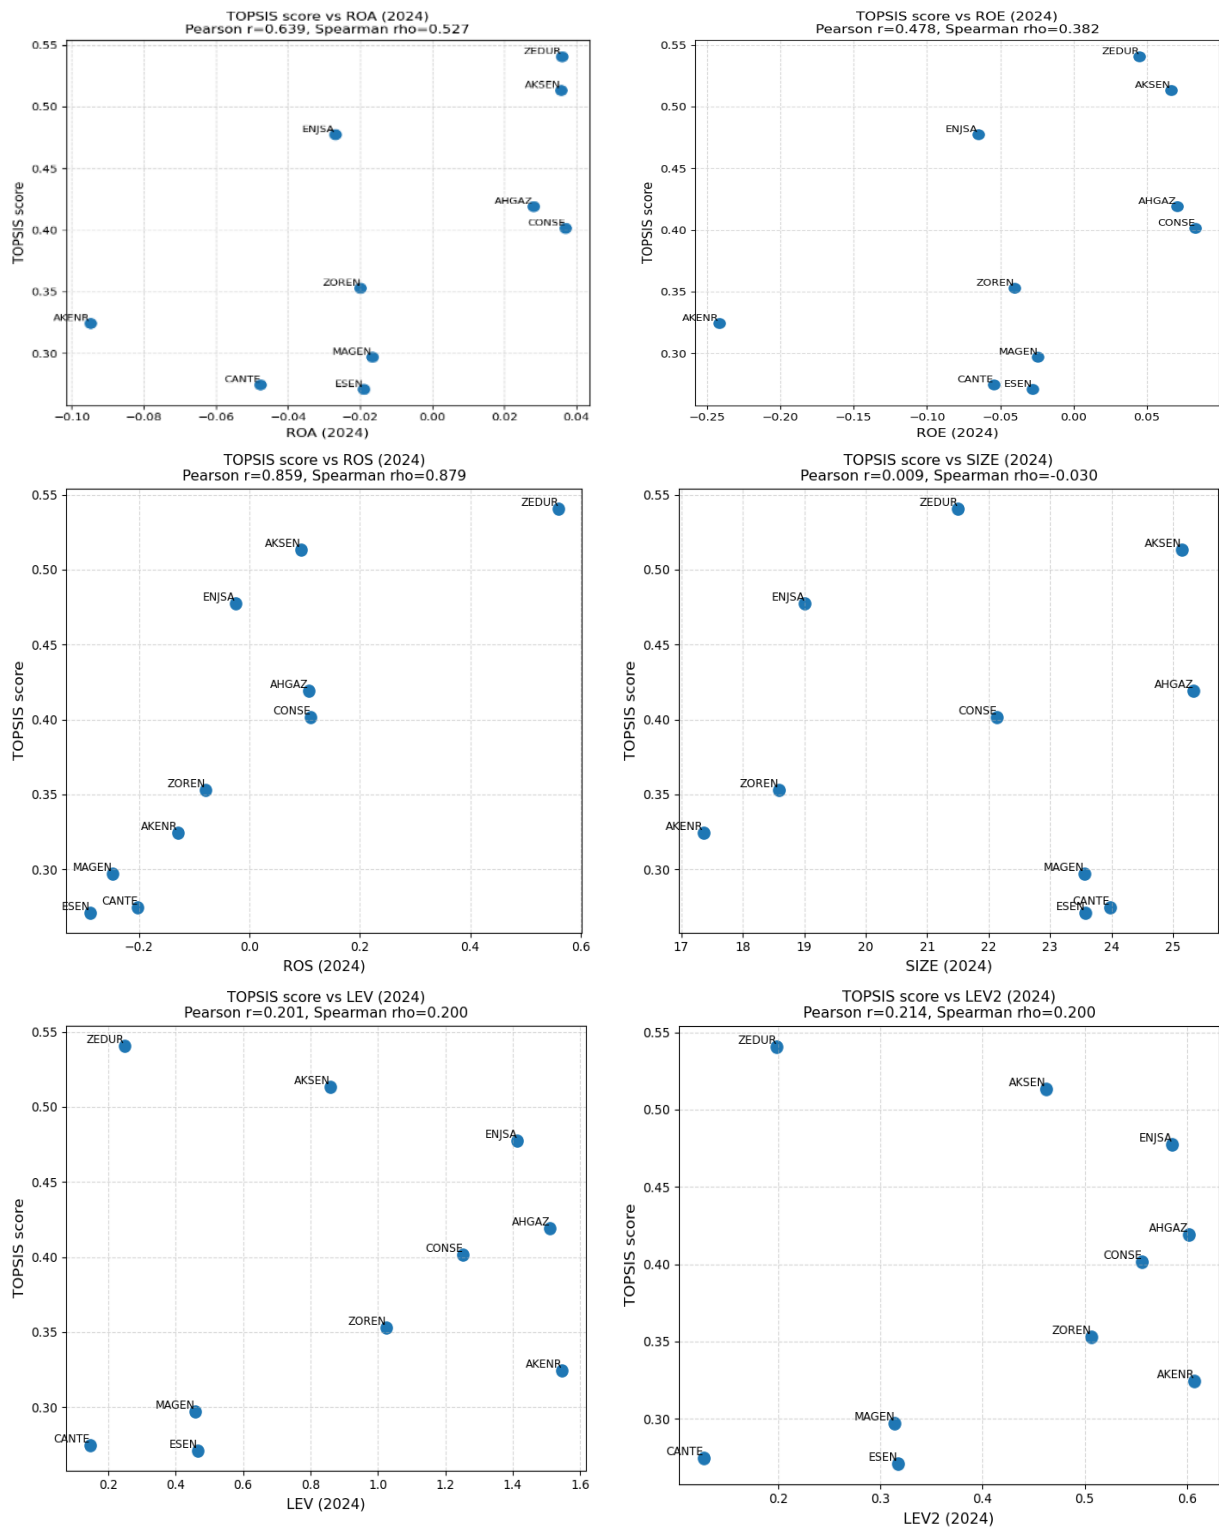 TOPSIS score vs ROA (2024)
Pearson r=0.639, Spearman rho=0.527
0.55
0.50
0.45
0.40
0.35
0.30
TOPSIS score
ZEDUR
AKSEN
ENJSA
AHGAZ
CONSE
ZOREN
AKENR
MAGEN
CANTE
ESEN
−0.10 −0.08 −0.06 −0.04 −0.02 0.00 0.02 0.04
ROA (2024)
TOPSIS score vs ROE (2024)
Pearson r=0.478, Spearman rho=0.382
0.55
0.50
0.45
0.40
0.35
0.30
TOPSIS score
ZEDUR
AKSEN
ENJSA
AHGAZ
CONSE
ZOREN
AKENR
MAGEN
CANTE
ESEN
−0.25 −0.20 −0.15 −0.10 −0.05 0.00 0.05
ROE (2024)
TOPSIS score vs ROS (2024)
Pearson r=0.859, Spearman rho=0.879
0.55
0.50
0.45
0.40
0.35
0.30
TOPSIS score
ZEDUR
AKSEN
ENJSA
AHGAZ
CONSE
ZOREN
AKENR
MAGEN
CANTE
ESEN
−0.2 0.0 0.2 0.4 0.6
ROS (2024)
TOPSIS score vs SIZE (2024)
Pearson r=0.009, Spearman rho=-0.030
0.55
0.50
0.45
0.40
0.35
0.30
TOPSIS score
ZEDUR
AKSEN
ENJSA
AHGAZ
CONSE
ZOREN
AKENR
MAGEN
CANTE
ESEN
17 18 19 20 21 22 23 24 25
SIZE (2024)
TOPSIS score vs LEV (2024)
Pearson r=0.201, Spearman rho=0.200
0.55
0.50
0.45
0.40
0.35
0.30
TOPSIS score
ZEDUR
AKSEN
ENJSA
AHGAZ
CONSE
ZOREN
AKENR
MAGEN
CANTE
ESEN
0.2 0.4 0.6 0.8 1.0 1.2 1.4 1.6
LEV (2024)
TOPSIS score vs LEV2 (2024)
Pearson r=0.214, Spearman rho=0.200
0.55
0.50
0.45
0.40
0.35
0.30
TOPSIS score
ZEDUR
AKSEN
ENJSA
AHGAZ
CONSE
ZOREN
AKENR
MAGEN
CANTE
ESEN
0.2 0.3 0.4 0.5 0.6
LEV2 (2024)